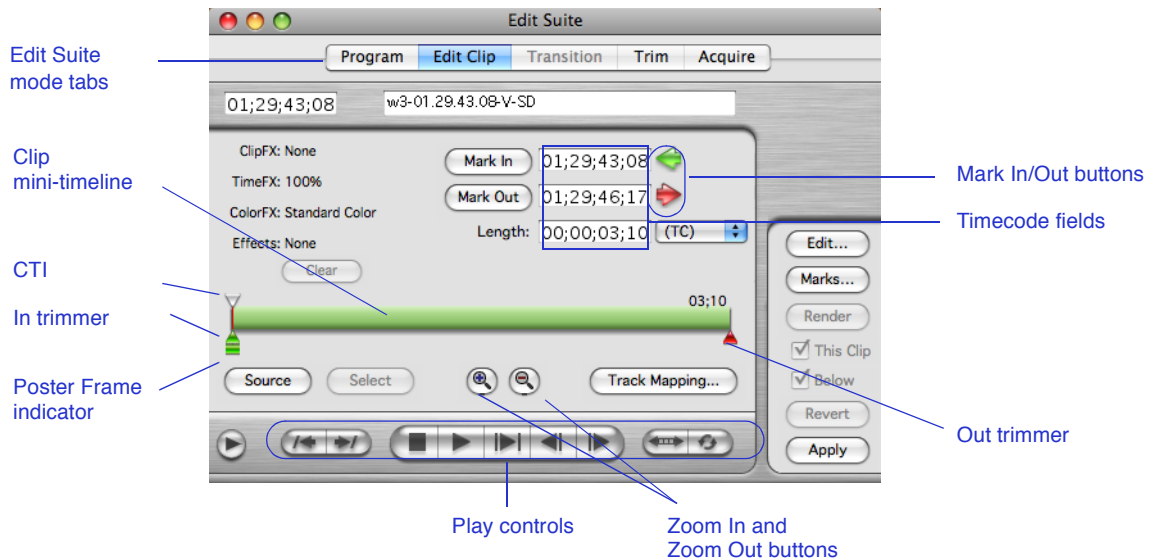 Edit Suite
Edit Suite
mode tabs
Program Edit Clip Transition Trim Acquire
01;29;43;08 w3-01.29.43.08-V-SD
Clip
mini-timeline
ClipFX: None
TimeFX: 100%
ColorFX: Standard Color
Effects: None
Clear
Mark In 01;29;43;08
Mark Out 01;29;46;17
Length: 00;00;03;10 (TC)
Mark In/Out buttons
Timecode fields
CTI
In trimmer
Poster Frame
indicator
03;10
Source Select Track Mapping...
Edit...
Marks...
Render
This Clip
Below
Revert
Apply
Out trimmer
Play controls
Zoom In and
Zoom Out buttons